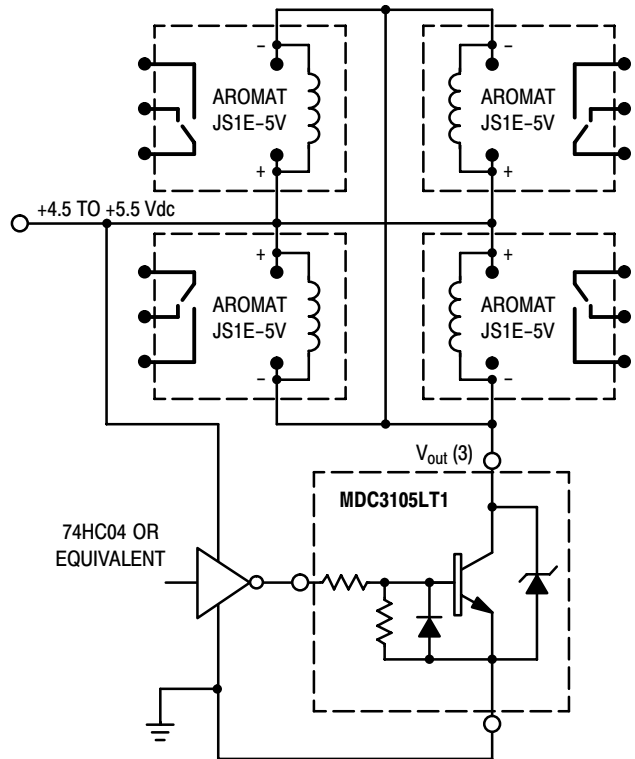 −
−
AROMAT
JS1E−5V
AROMAT
JS1E−5V
+
+
+4.5 TO +5.5 Vdc
+
+
AROMAT
JS1E−5V
AROMAT
JS1E−5V
−
−
Vout (3)
MDC3105LT1
74HC04 OR
EQUIVALENT